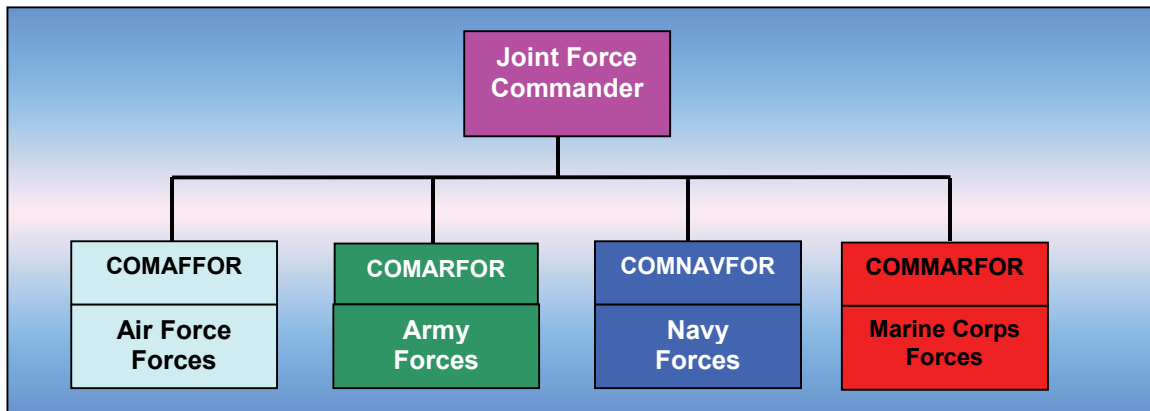 Joint Force
Commander
COMAFFOR
Air Force
Forces
COMARFOR
Army
Forces
COMNAVFOR
Navy
Forces
COMMARFOR
Marine Corps
Forces